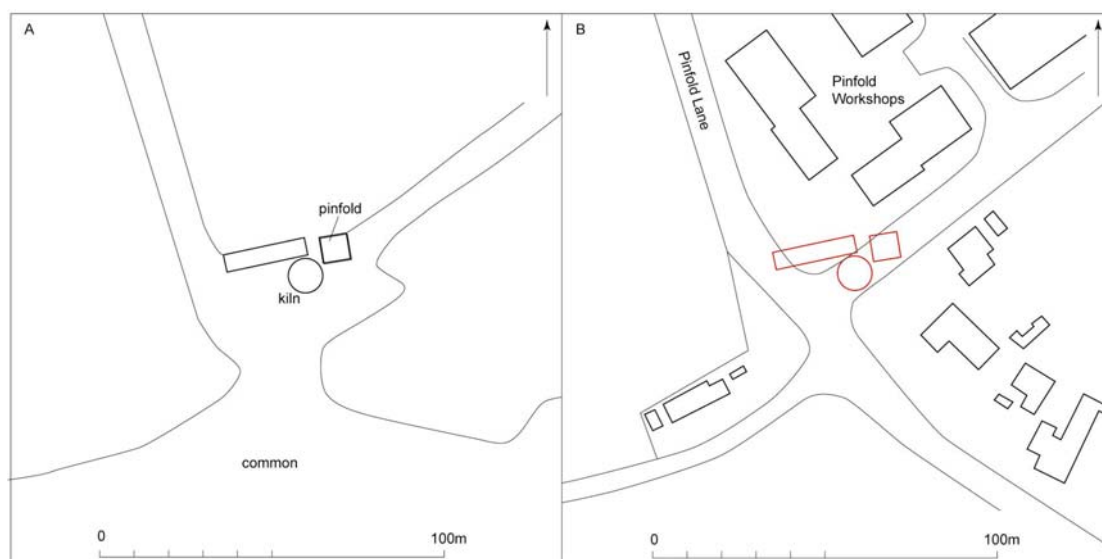 A
pinfold
kiln
common
0
100m
B
Pinfold Lane
Pinfold
Workshops
0
100m